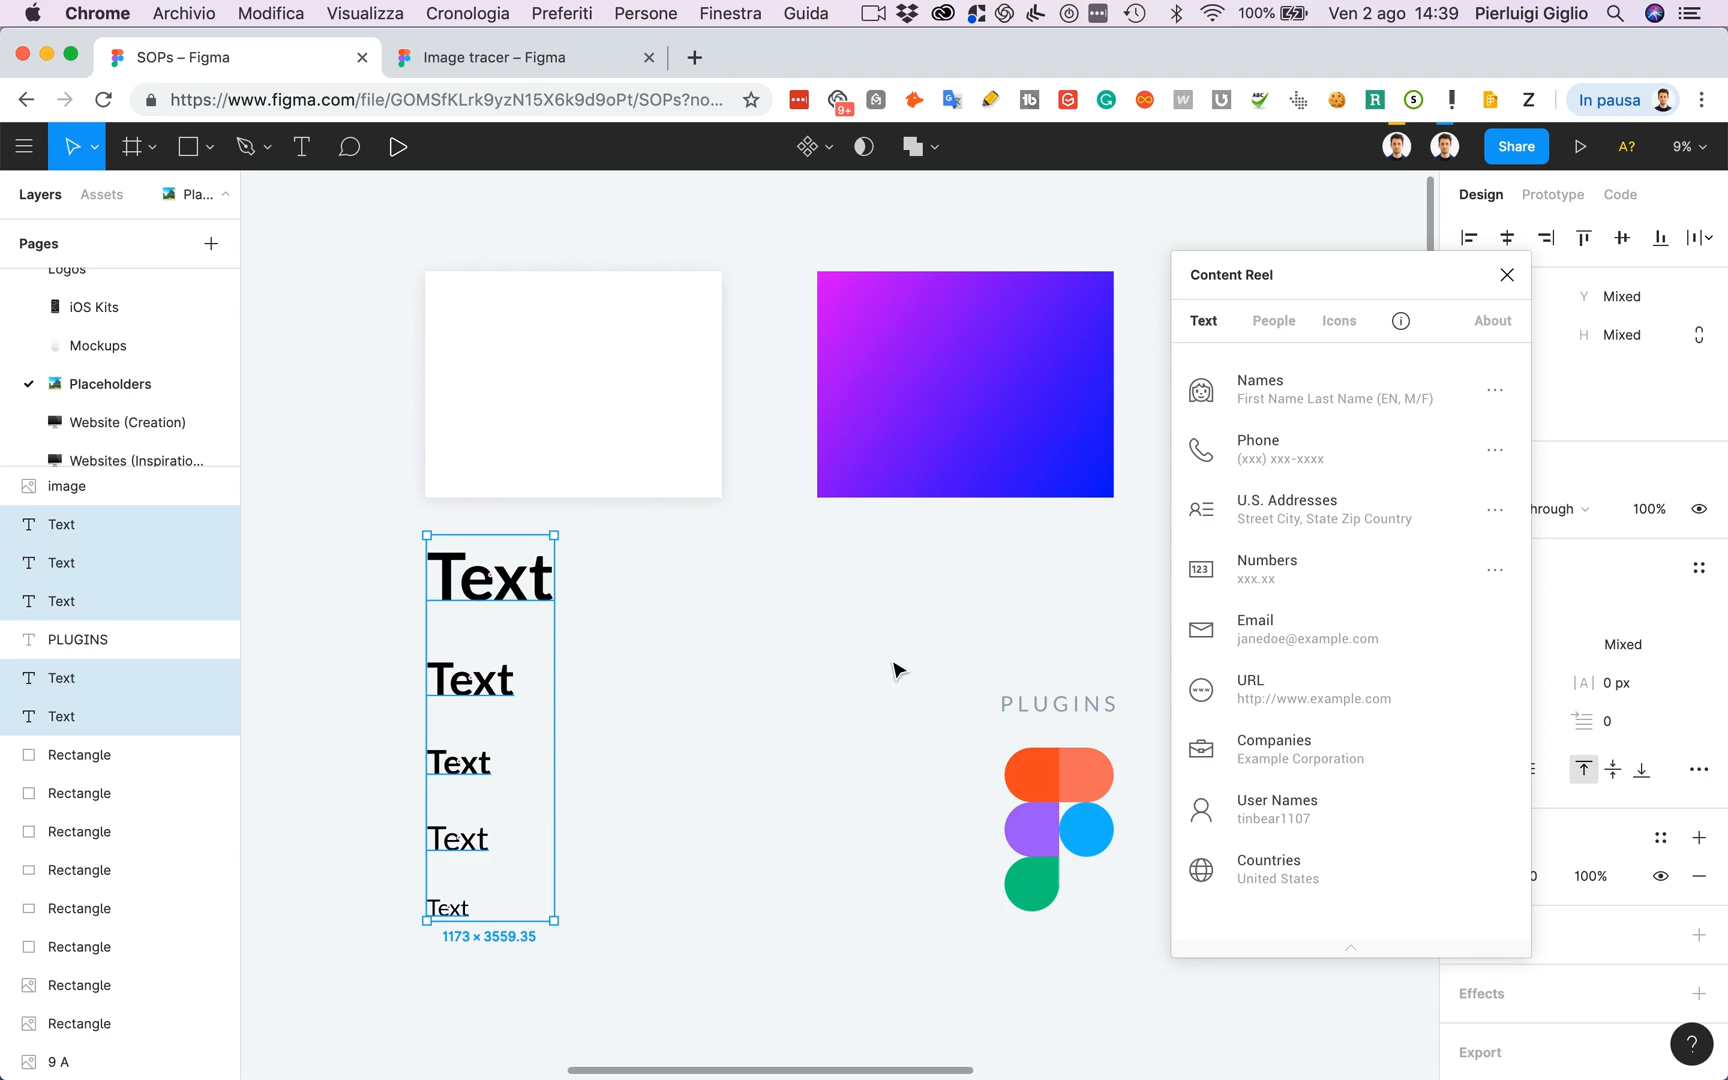 Chrome Archivio Modifica Visualizza Cronologia Preferiti Persone Finestra Guida 100% Ven 2 ago 14:39 Pierluigi Giglio
SOPs – Figma
Image tracer – Figma
https://www.figma.com/file/GOMSfKLrk9yzN15X6k9d9oPt/SOPs?no...
9+
In pausa
Share
A?
9%
Layers
Assets
Pla...
Design
Prototype
Code
Pages
Logos
iOS Kits
Mockups
Placeholders
Website (Creation)
Websites (Inspiratio...
image
Text
Text
Text
PLUGINS
Text
Text
Rectangle
Rectangle
Rectangle
Rectangle
Rectangle
Rectangle
Rectangle
Rectangle
9 A
Text
Text
Text
Text
Text
1173 × 3559.35
PLUGINS
Content Reel
Text
People
Icons
About
Names
First Name Last Name (EN, M/F)
Phone
(xxx) xxx-xxxx
U.S. Addresses
Street City, State Zip Country
123
Numbers
xxx.xx
Email
janedoe@example.com
www
URL
http://www.example.com
Companies
Example Corporation
User Names
tinbear1107
Countries
United States
Y Mixed
H Mixed
hrough
100%
Mixed
|A| 0 px
0
0 100%
Effects
Export
?